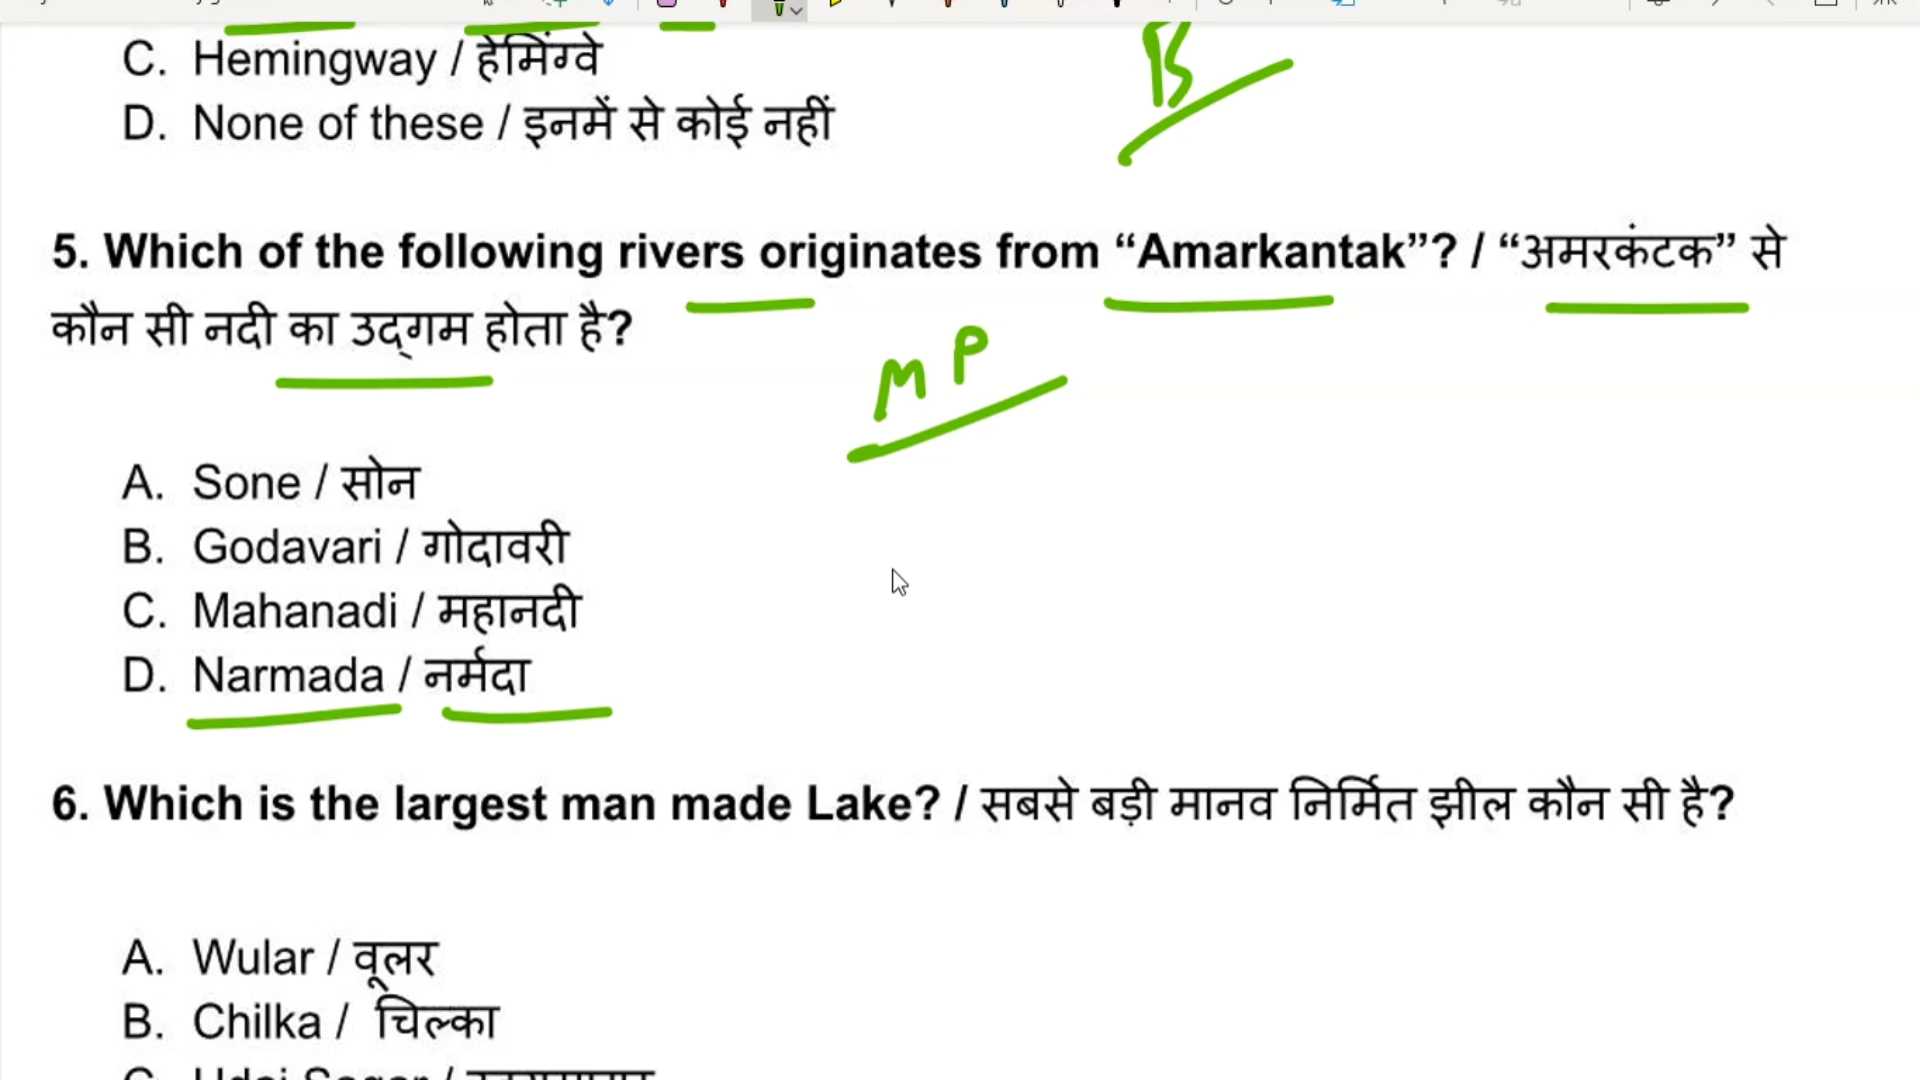 C. Hemingway / हेमिंग्वे
B
D. None of these / इनमें से कोई नहीं
5. Which of the following rivers originates from “Amarkantak”? / “अमरकंटक” से
कौन सी नदी का उद्गम होता है?
MP
A. Sone / सोन
B. Godavari / गोदावरी
C. Mahanadi / महानदी
D. Narmada / नर्मदा
6. Which is the largest man made Lake? / सबसे बड़ी मानव निर्मित झील कौन सी है?
A. Wular / वूलर
B. Chilka / चिल्का
C. Udai Sagar /